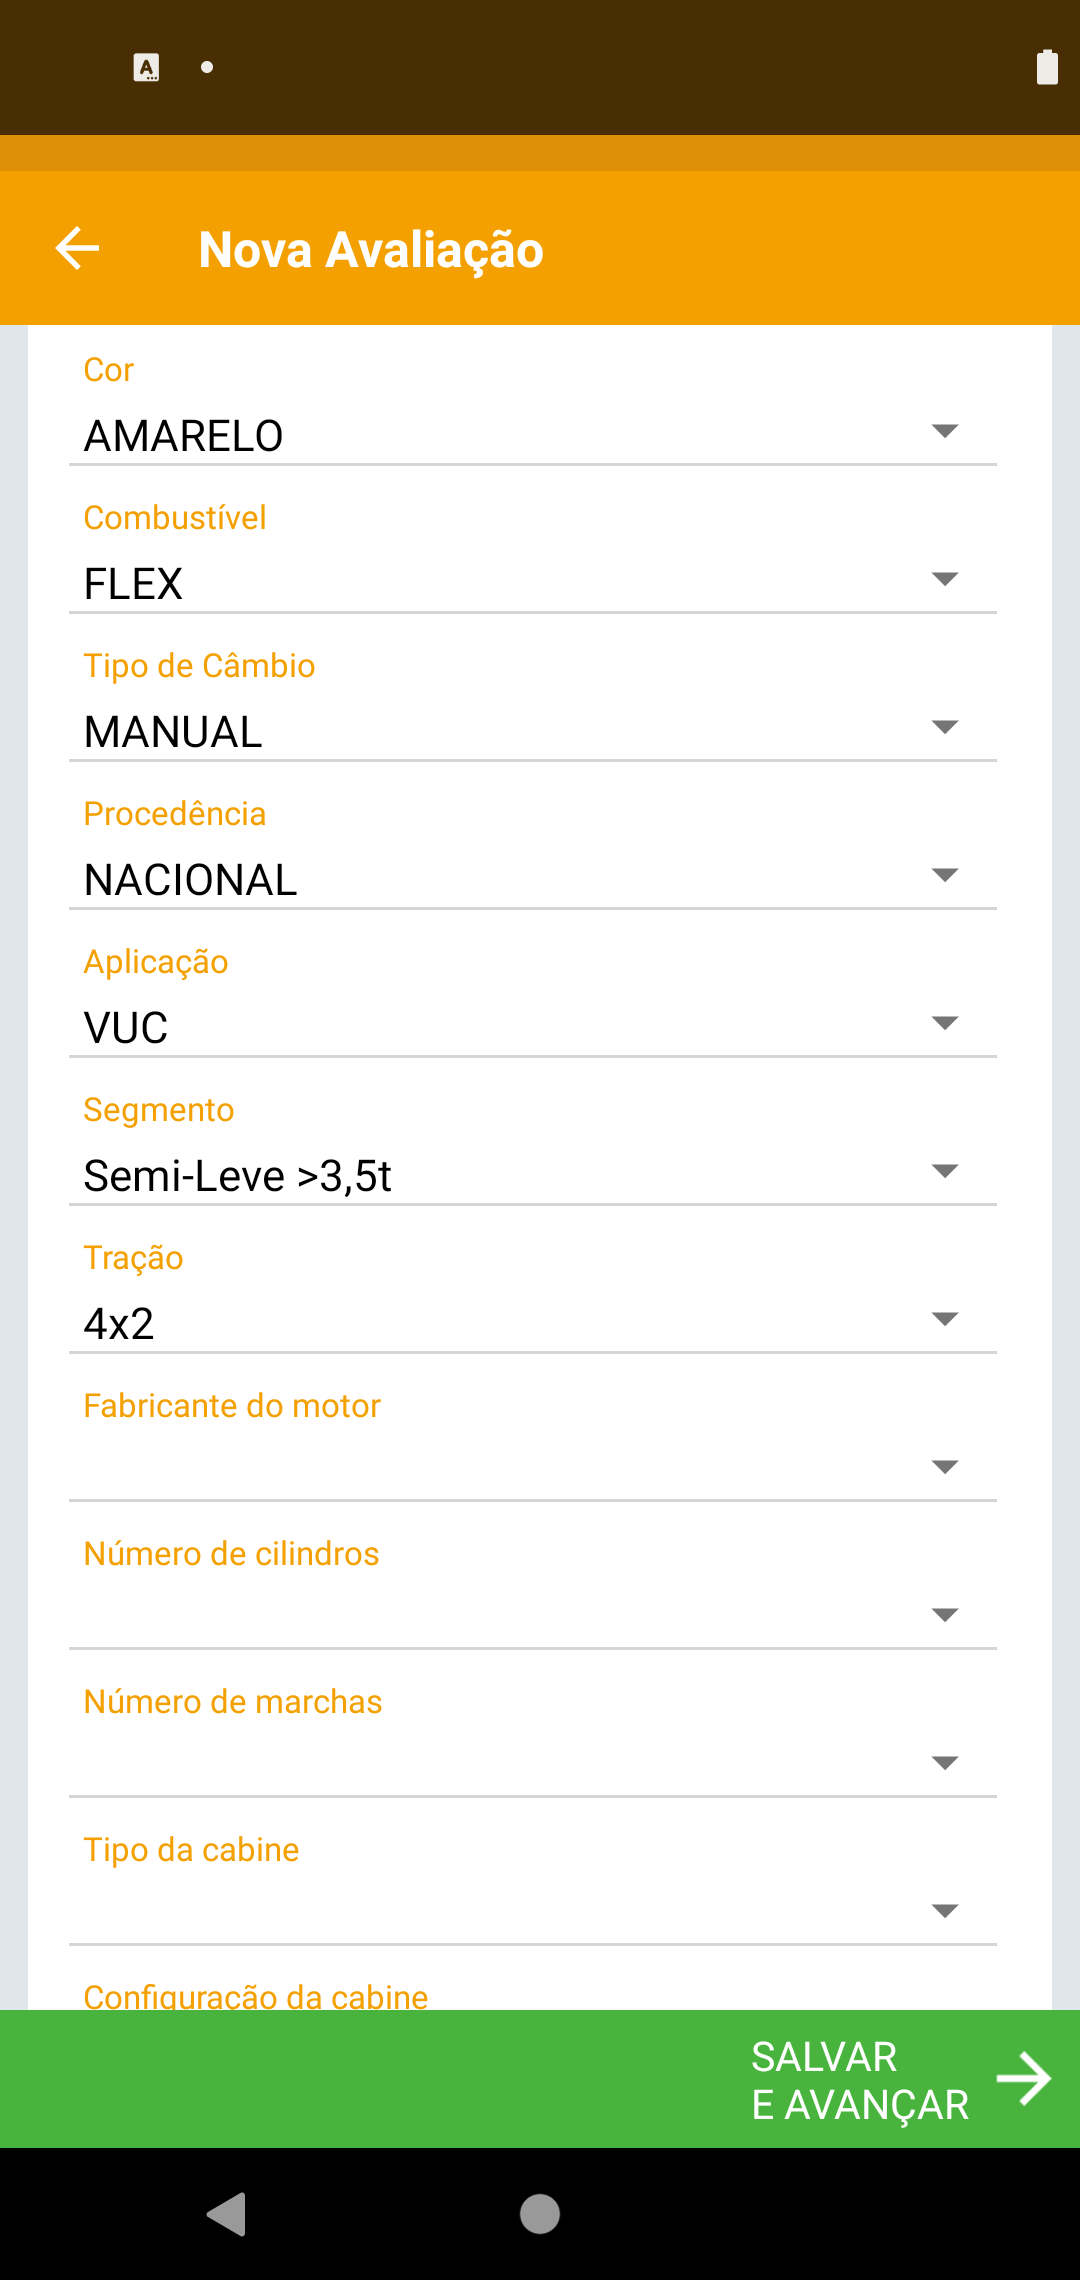 Nova Avaliação
Cor
AMARELO
Combustível
FLEX
Tipo de Câmbio
MANUAL
Procedência
NACIONAL
Aplicação
VUC
Segmento
Semi-Leve >3,5t
Tração
4x2
Fabricante do motor
Número de cilindros
Número de marchas
Tipo da cabine
Configuração da cabine
SALVAR
E AVANÇAR